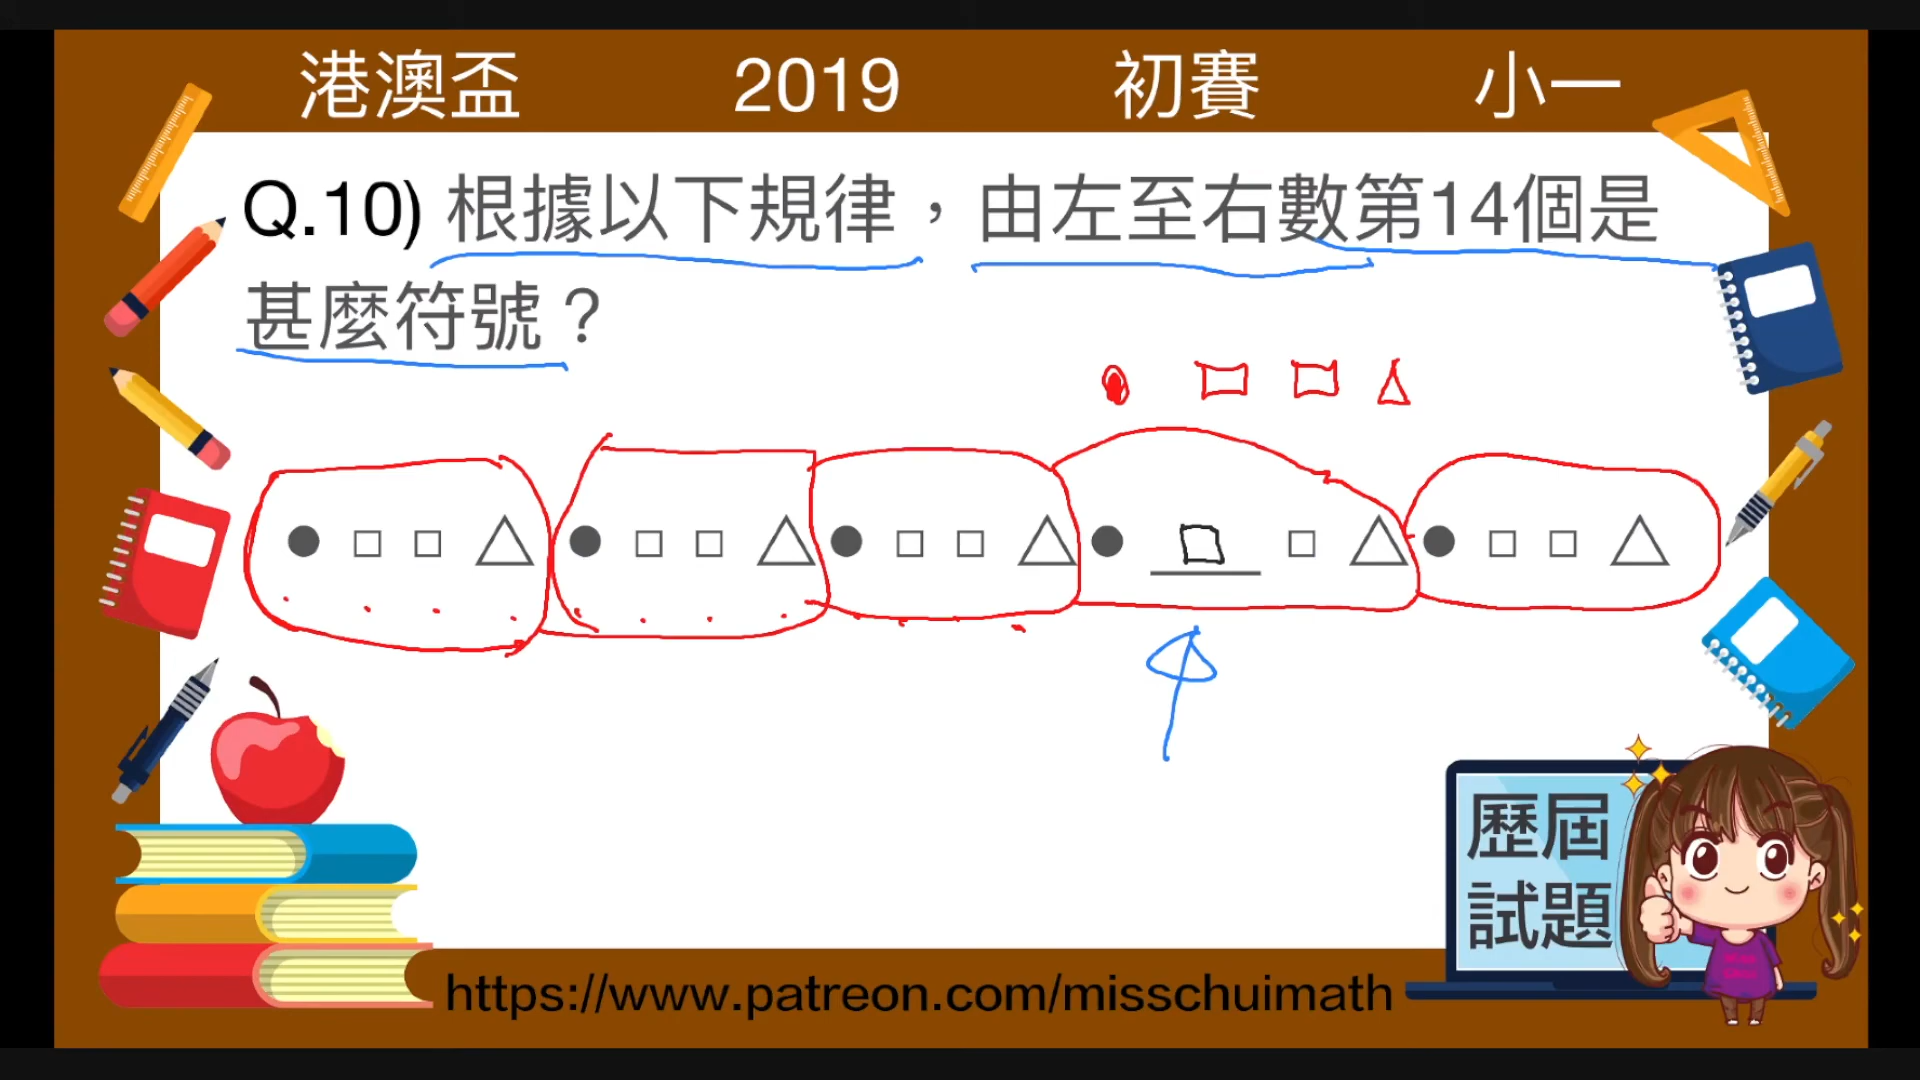 港澳盃 2019 初賽 小一
Q.10) 根據以下規律，由左至右數第14個是
甚麼符號？
● □ □ △ ● □ □ △ ● □ □ △ ● □ □ △ ● □ □ △
歷屆
試題
https://www.patreon.com/misschuimath